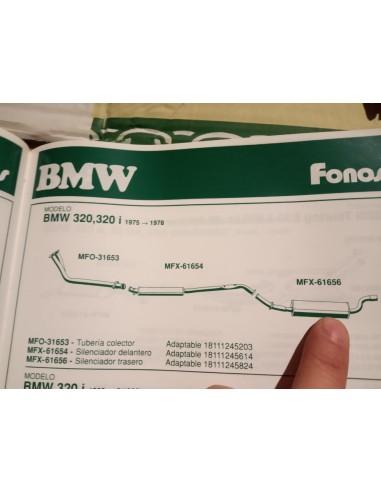 BMW Fonos
MODELO
BMW 320,320 i 1975 → 1978
MFO-31653
MFX-61654
MFX-61656
MFO-31653 - Tubería colector Adaptable 18111245203
MFX-61654 - Silenciador delantero Adaptable 18111245614
MFX-61656 - Silenciador trasero Adaptable 18111245824
MODELO
BMW 320 i